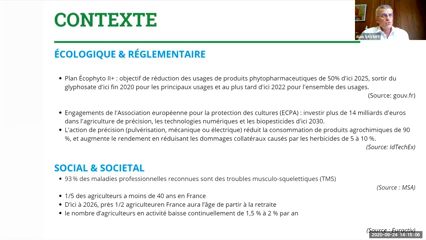 CONTEXTE
ÉCOLOGIQUE & RÉGLEMENTAIRE
• Plan Écophyto II+ : objectif de réduction des usages de produits phytopharmaceutiques de 50% d'ici 2025, sortir du
glyphosate d'ici fin 2020 pour les principaux usages et au plus tard d'ici 2022 pour l'ensemble des usages.
(Source: gouv.fr)
• Engagements de l'Association européenne pour la protection des cultures (ECPA) : investir plus de 14 milliards d'euros
dans l'agriculture de précision, les technologies numériques et les biopesticides d'ici 2030.
• L'action de précision (pulvérisation, mécanique ou électrique) réduit la consommation de produits agrochimiques de 90
%, et augmente le rendement en réduisant les dommages collatéraux causés par les herbicides de 5 à 10%.
(Source: IdTechEx)
SOCIAL & SOCIETAL
• 93 % des maladies professionnelles reconnues sont des troubles musculo-squelettiques (TMS)
(Source : MSA)
• 1/5 des agriculteurs a moins de 40 ans en France
• D'ici à 2026, près 1/2 agriculteuren France aura l'âge de partir à la retraite
• le nombre d'agriculteurs en activité baisse continuellement de 1,5 % à 2 % par an
(Source : Euractiv)